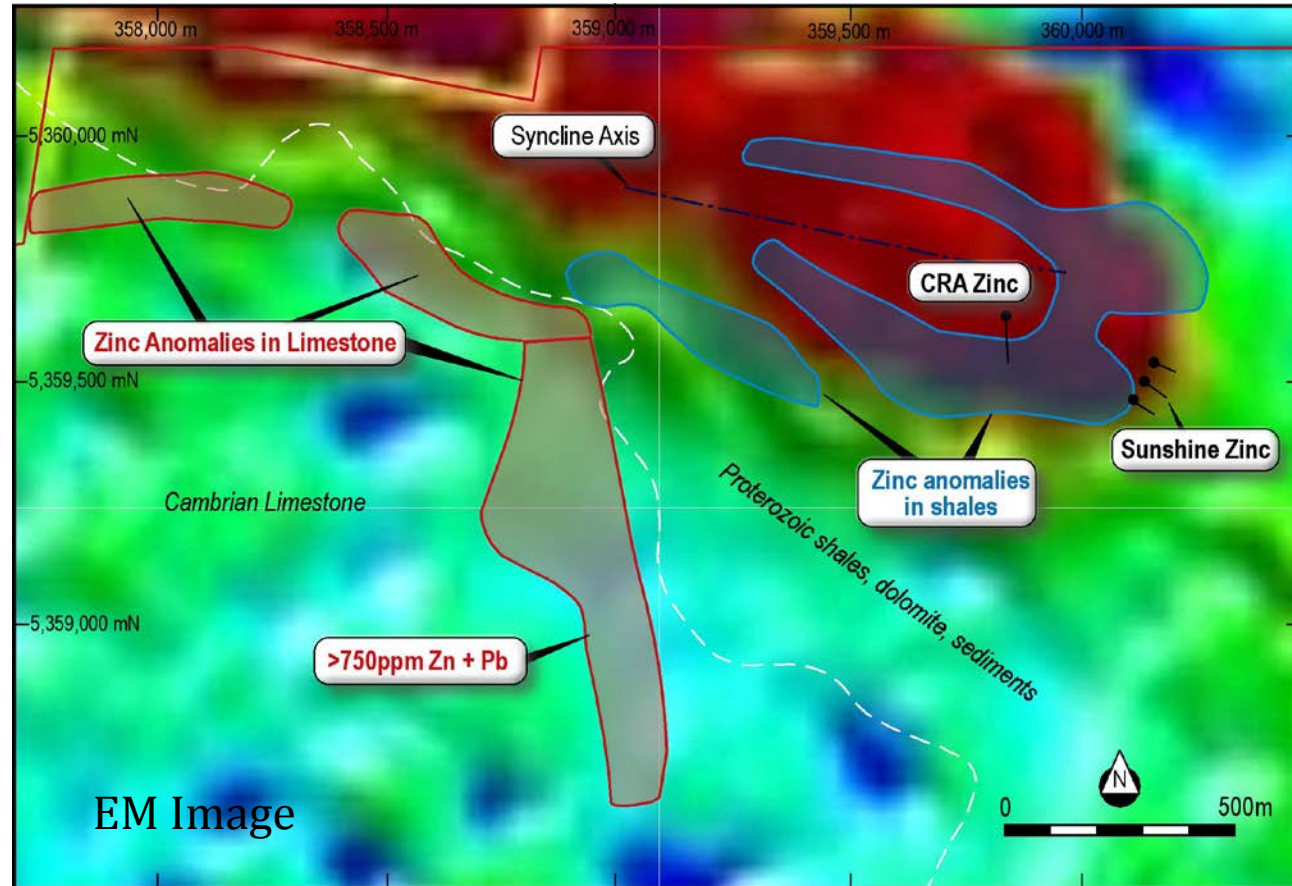 358,000 m
358,500 m
359,000 m
359,500 m
360,000 m
5,360,000 mN
Syncline Axis
CRA Zinc
Zinc Anomalies in Limestone
5,359,500 mN
Sunshine Zinc
Zinc anomalies
in shales
Cambrian Limestone
Proterozoic shales, dolomite, sediments
5,359,000 mN
>750ppm Zn + Pb
N
EM Image
0
500m